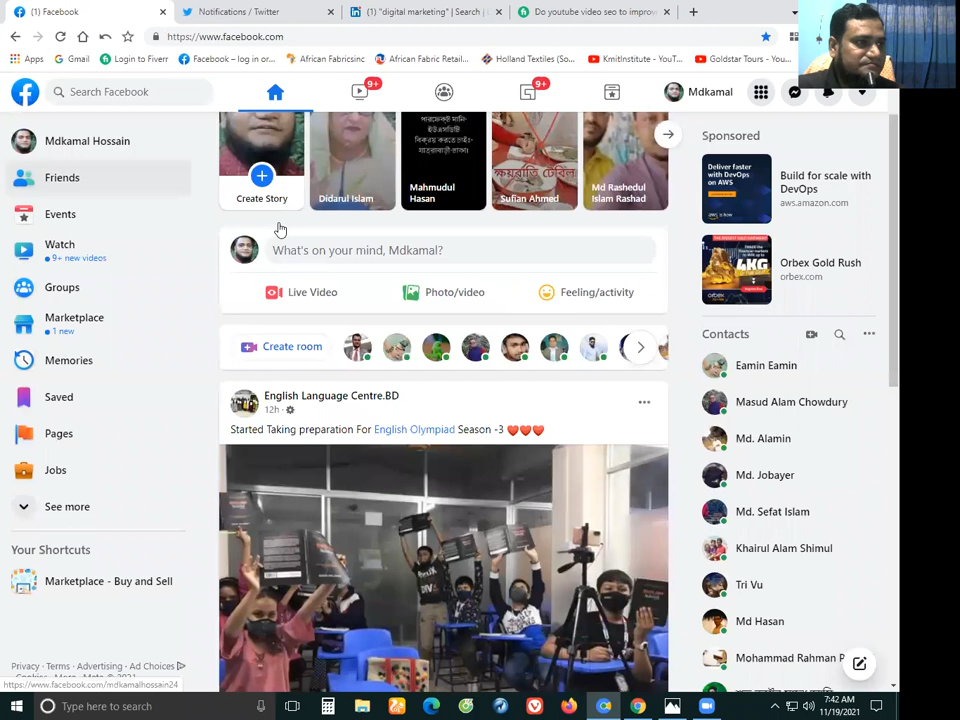 (1) Facebook
Notifications / Twitter
(1) "digital marketing" | Search |
Do youtube video seo to improve
https://www.facebook.com
Apps
Gmail
Login to Fiverr
Facebook – log in or...
African Fabricsinc
African Fabric Retail...
Holland Textiles (So...
KmitInstitute - YouT...
Goldstar Tours - You...
Search Facebook
9+
9+
Mdkamal
Mdkamal Hossain
Friends
Events
Watch
9+ new videos
Groups
Marketplace
1 new
Memories
Saved
Pages
Jobs
See more
Your Shortcuts
Marketplace - Buy and Sell
Privacy · Terms · Advertising · Ad Choices
https://www.facebook.com/mdkamalhossain24
Create Story
Didarul Islam
Mahmudul
Hasan
Sufian Ahmed
Md Rashedul
Islam Rashad
What's on your mind, Mdkamal?
Live Video
Photo/video
Feeling/activity
Create room
English Language Centre.BD
12h ·
Started Taking preparation For English Olympiad Season -3 ❤️❤️❤️
Sponsored
Build for scale with
DevOps
aws.amazon.com
Deliver faster
with DevOps
on AWS
Orbex Gold Rush
orbex.com
4KG
Contacts
Eamin Eamin
Masud Alam Chowdury
Md. Alamin
Md. Jobayer
Md. Sefat Islam
Khairul Alam Shimul
Tri Vu
Md Hasan
Mohammad Rahman
Type here to search
7:42 AM
11/19/2021